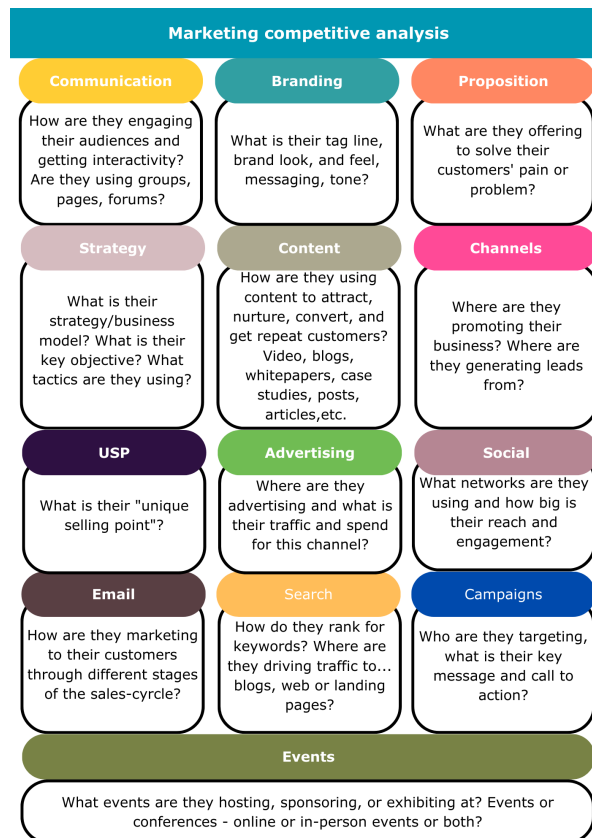 Marketing competitive analysis
Communication
How are they engaging
their audiences and
getting interactivity?
Are they using groups,
pages, forums?
Branding
What is their tag line,
brand look, and feel,
messaging, tone?
Proposition
What are they offering
to solve their
customers' pain or
problem?
Strategy
What is their
strategy/business
model? What is their
key objective? What
tactics are they using?
Content
How are they using
content to attract,
nurture, convert, and
get repeat customers?
Video, blogs,
whitepapers, case
studies, posts,
articles,etc.
Channels
Where are they
promoting their
business? Where are
they generating leads
from?
USP
What is their "unique
selling point"?
Advertising
Where are they
advertising and what is
their traffic and spend
for this channel?
Social
What networks are they
using and how big is
their reach and
engagement?
Email
How are they marketing
to their customers
through different stages
of the sales-cyrcle?
Search
How do they rank for
keywords? Where are
they driving traffic to...
blogs, web or landing
pages?
Campaigns
Who are they targeting,
what is their key
message and call to
action?
Events
What events are they hosting, sponsoring, or exhibiting at? Events or
conferences - online or in-person events or both?